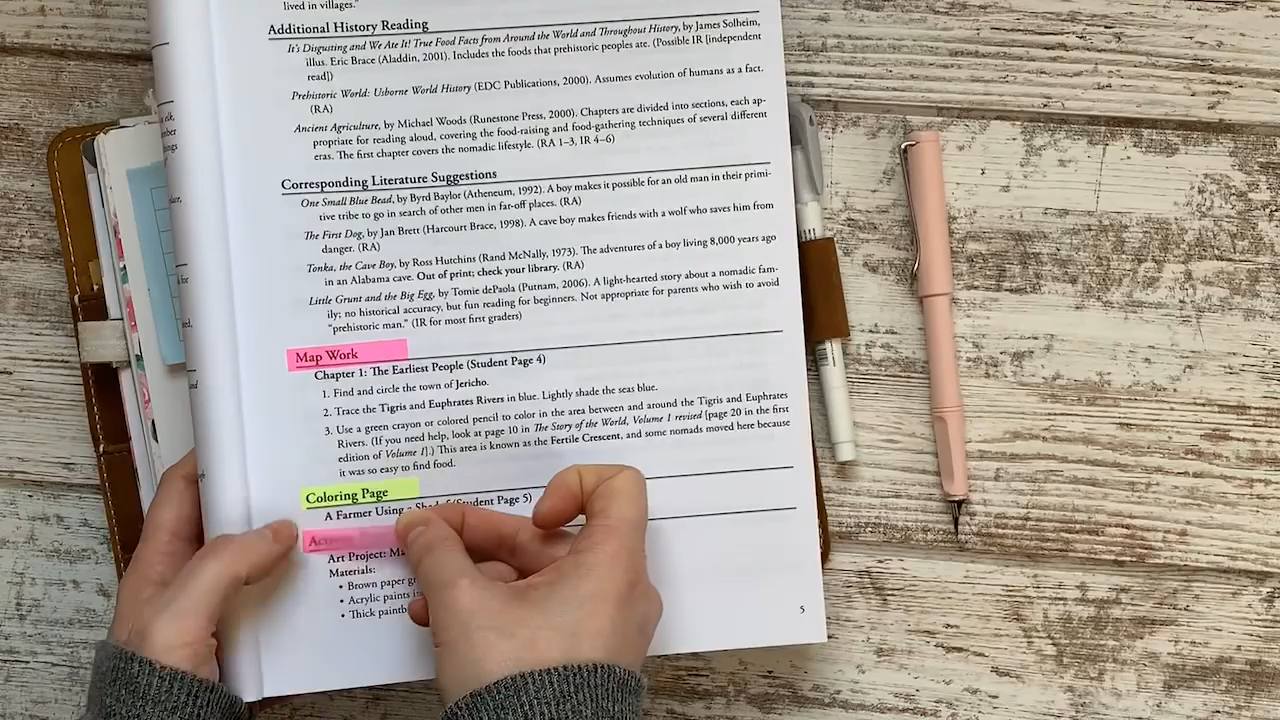 lived in villages."
Additional History Reading
It's Disgusting and We Ate It! True Food Facts from Around the World and Throughout History, by James Solheim,
illus. Eric Brace (Aladdin, 2001). Includes the foods that prehistoric peoples ate. (Possible IR [independent
read])
Prehistoric World: Usborne World History (EDC Publications, 2000). Assumes evolution of humans as a fact.
(RA)
Ancient Agriculture, by Michael Woods (Runestone Press, 2000). Chapters are divided into sections, each ap-
propriate for reading aloud, covering the food-raising and food-gathering techniques of several different
eras. The first chapter covers the nomadic lifestyle. (RA 1–3, IR 4–6)
Corresponding Literature Suggestions
One Small Blue Bead, by Byrd Baylor (Atheneum, 1992). A boy makes it possible for an old man in their primi-
tive tribe to go in search of other men in far-off places. (RA)
The First Dog, by Jan Brett (Harcourt Brace, 1998). A cave boy makes friends with a wolf who saves him from
danger. (RA)
Tonka, the Cave Boy, by Ross Hutchins (Rand McNally, 1973). The adventures of a boy living 8,000 years ago
in an Alabama cave. Out of print; check your library. (RA)
Little Grunt and the Big Egg, by Tomie dePaola (Putnam, 2006). A light-hearted story about a nomadic fam-
ily; no historical accuracy, but fun reading for beginners. Not appropriate for parents who wish to avoid
"prehistoric man." (IR for most first graders)
Map Work
Chapter 1: The Earliest People (Student Page 4)
1. Find and circle the town of Jericho.
2. Trace the Tigris and Euphrates Rivers in blue. Lightly shade the seas blue.
3. Use a green crayon or colored pencil to color in the area between and around the Tigris and Euphrates
Rivers. (If you need help, look at page 10 in The Story of the World, Volume 1 revised [page 20 in the first
edition of Volume 1].) This area is known as the Fertile Crescent, and some nomads moved here because
it was so easy to find food.
Coloring Page
A Farmer Using a (Student Page 5)
Art Project:
Materials:
• Brown paper
• Acrylic paints
• Thick
5